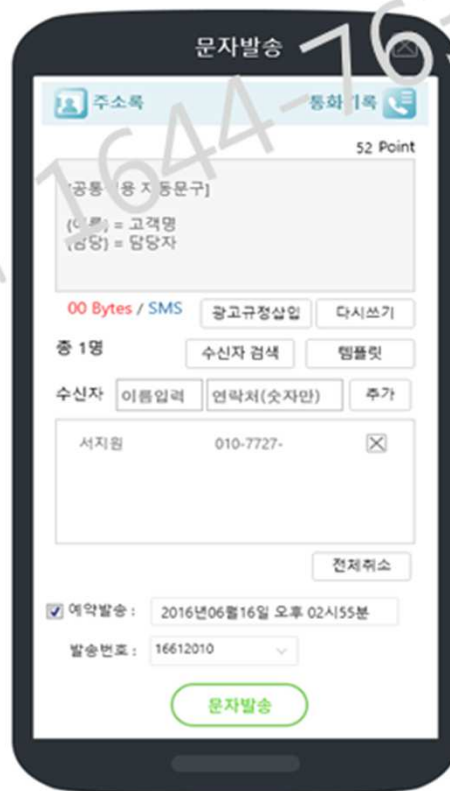 문자발송
주소록 통화기록
52 Point
[공통적용 자동문구]
{이름} = 고객명
{담당} = 담당자
00 Bytes / SMS 광고규정삽입 다시쓰기
총 1명 수신자 검색 템플릿
수신자 이름입력 연락처(숫자만) 추가
서지원 010-7727-
전체취소
예약발송 : 2016년06월16일 오후 02시55분
발송번호 : 16612010
문자발송
1644-763